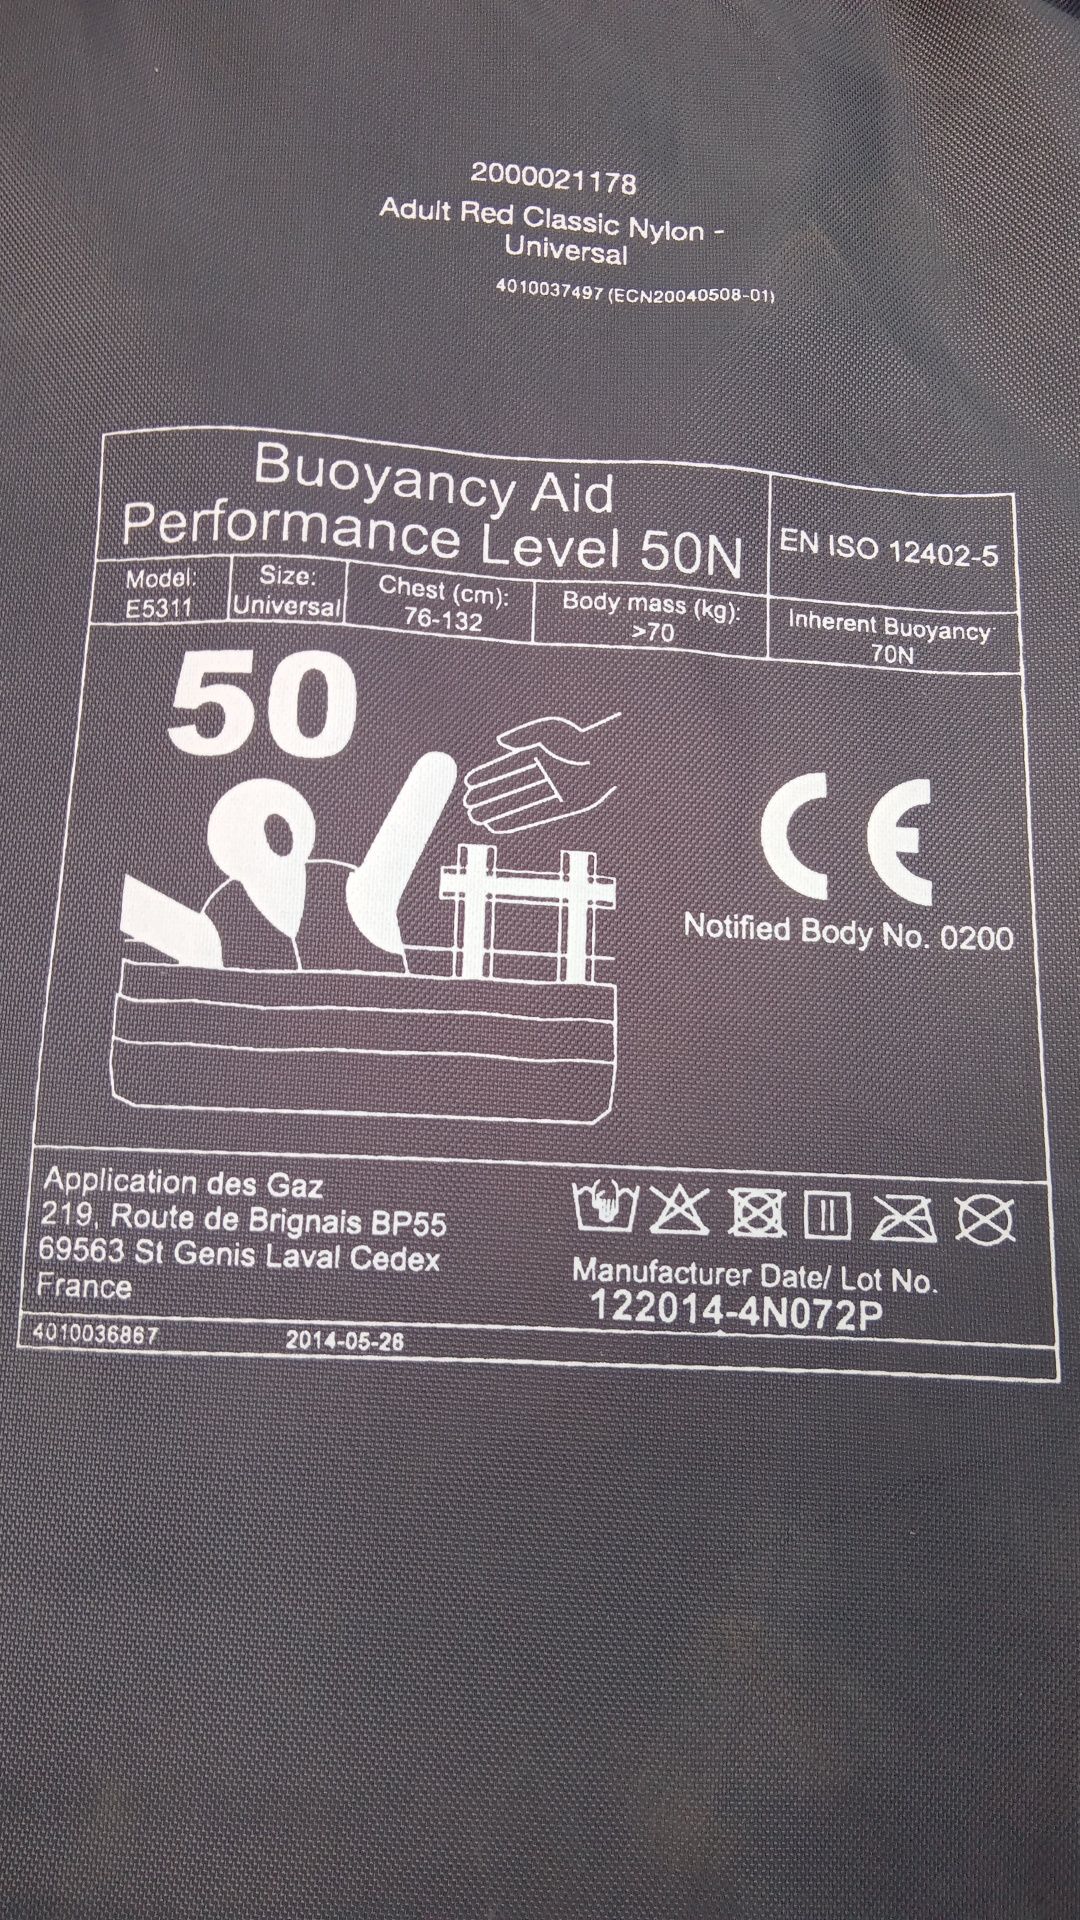 2000021178
Adult Red Classic Nylon -
Universal
4010037497 (ECN20040508-01)
Buoyancy Aid
Performance Level 50N
EN ISO 12402-5
Model:
E5311
Size:
Universal
Chest (cm):
76-132
Body mass (kg):
>70
Inherent Buoyancy
70N
50
CE
Notified Body No. 0200
Application des Gaz
219, Route de Brignais BP55
69563 St Genis Laval Cedex
France
Manufacturer Date/ Lot No.
122014-4N072P
4010036867
2014-05-26